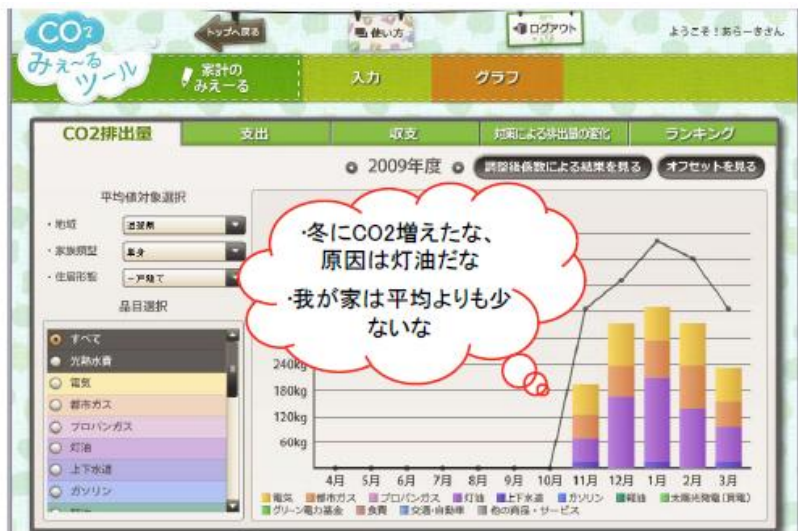 CO2
みえ~る
ツール
トップへ戻る
使い方
ログアウト
ようこそ!あらーきさん
家計の
みえーる
入力
グラフ
CO2排出量
支出
収支
対策による排出量の変化
ランキング
2009年度
調整後係数による結果を見る
オフセットを見る
平均値対象選択
・地域
滋賀県
・家族類型
単身
・住居形態
一戸建て
品目選択
すべて
光熱水費
電気
都市ガス
プロパンガス
灯油
上下水道
ガソリン
・冬にCO2増えたな、
原因は灯油だな
・我が家は平均よりも少
ないな
240kg
180kg
120kg
60kg
4月 5月 6月 7月 8月 9月 10月 11月 12月 1月 2月 3月
電気 都市ガス プロパンガス 灯油 上下水道 ガソリン 軽油 太陽光発電(買電)
グリーン電力基金 食費 交通・自動車 他の商品・サービス